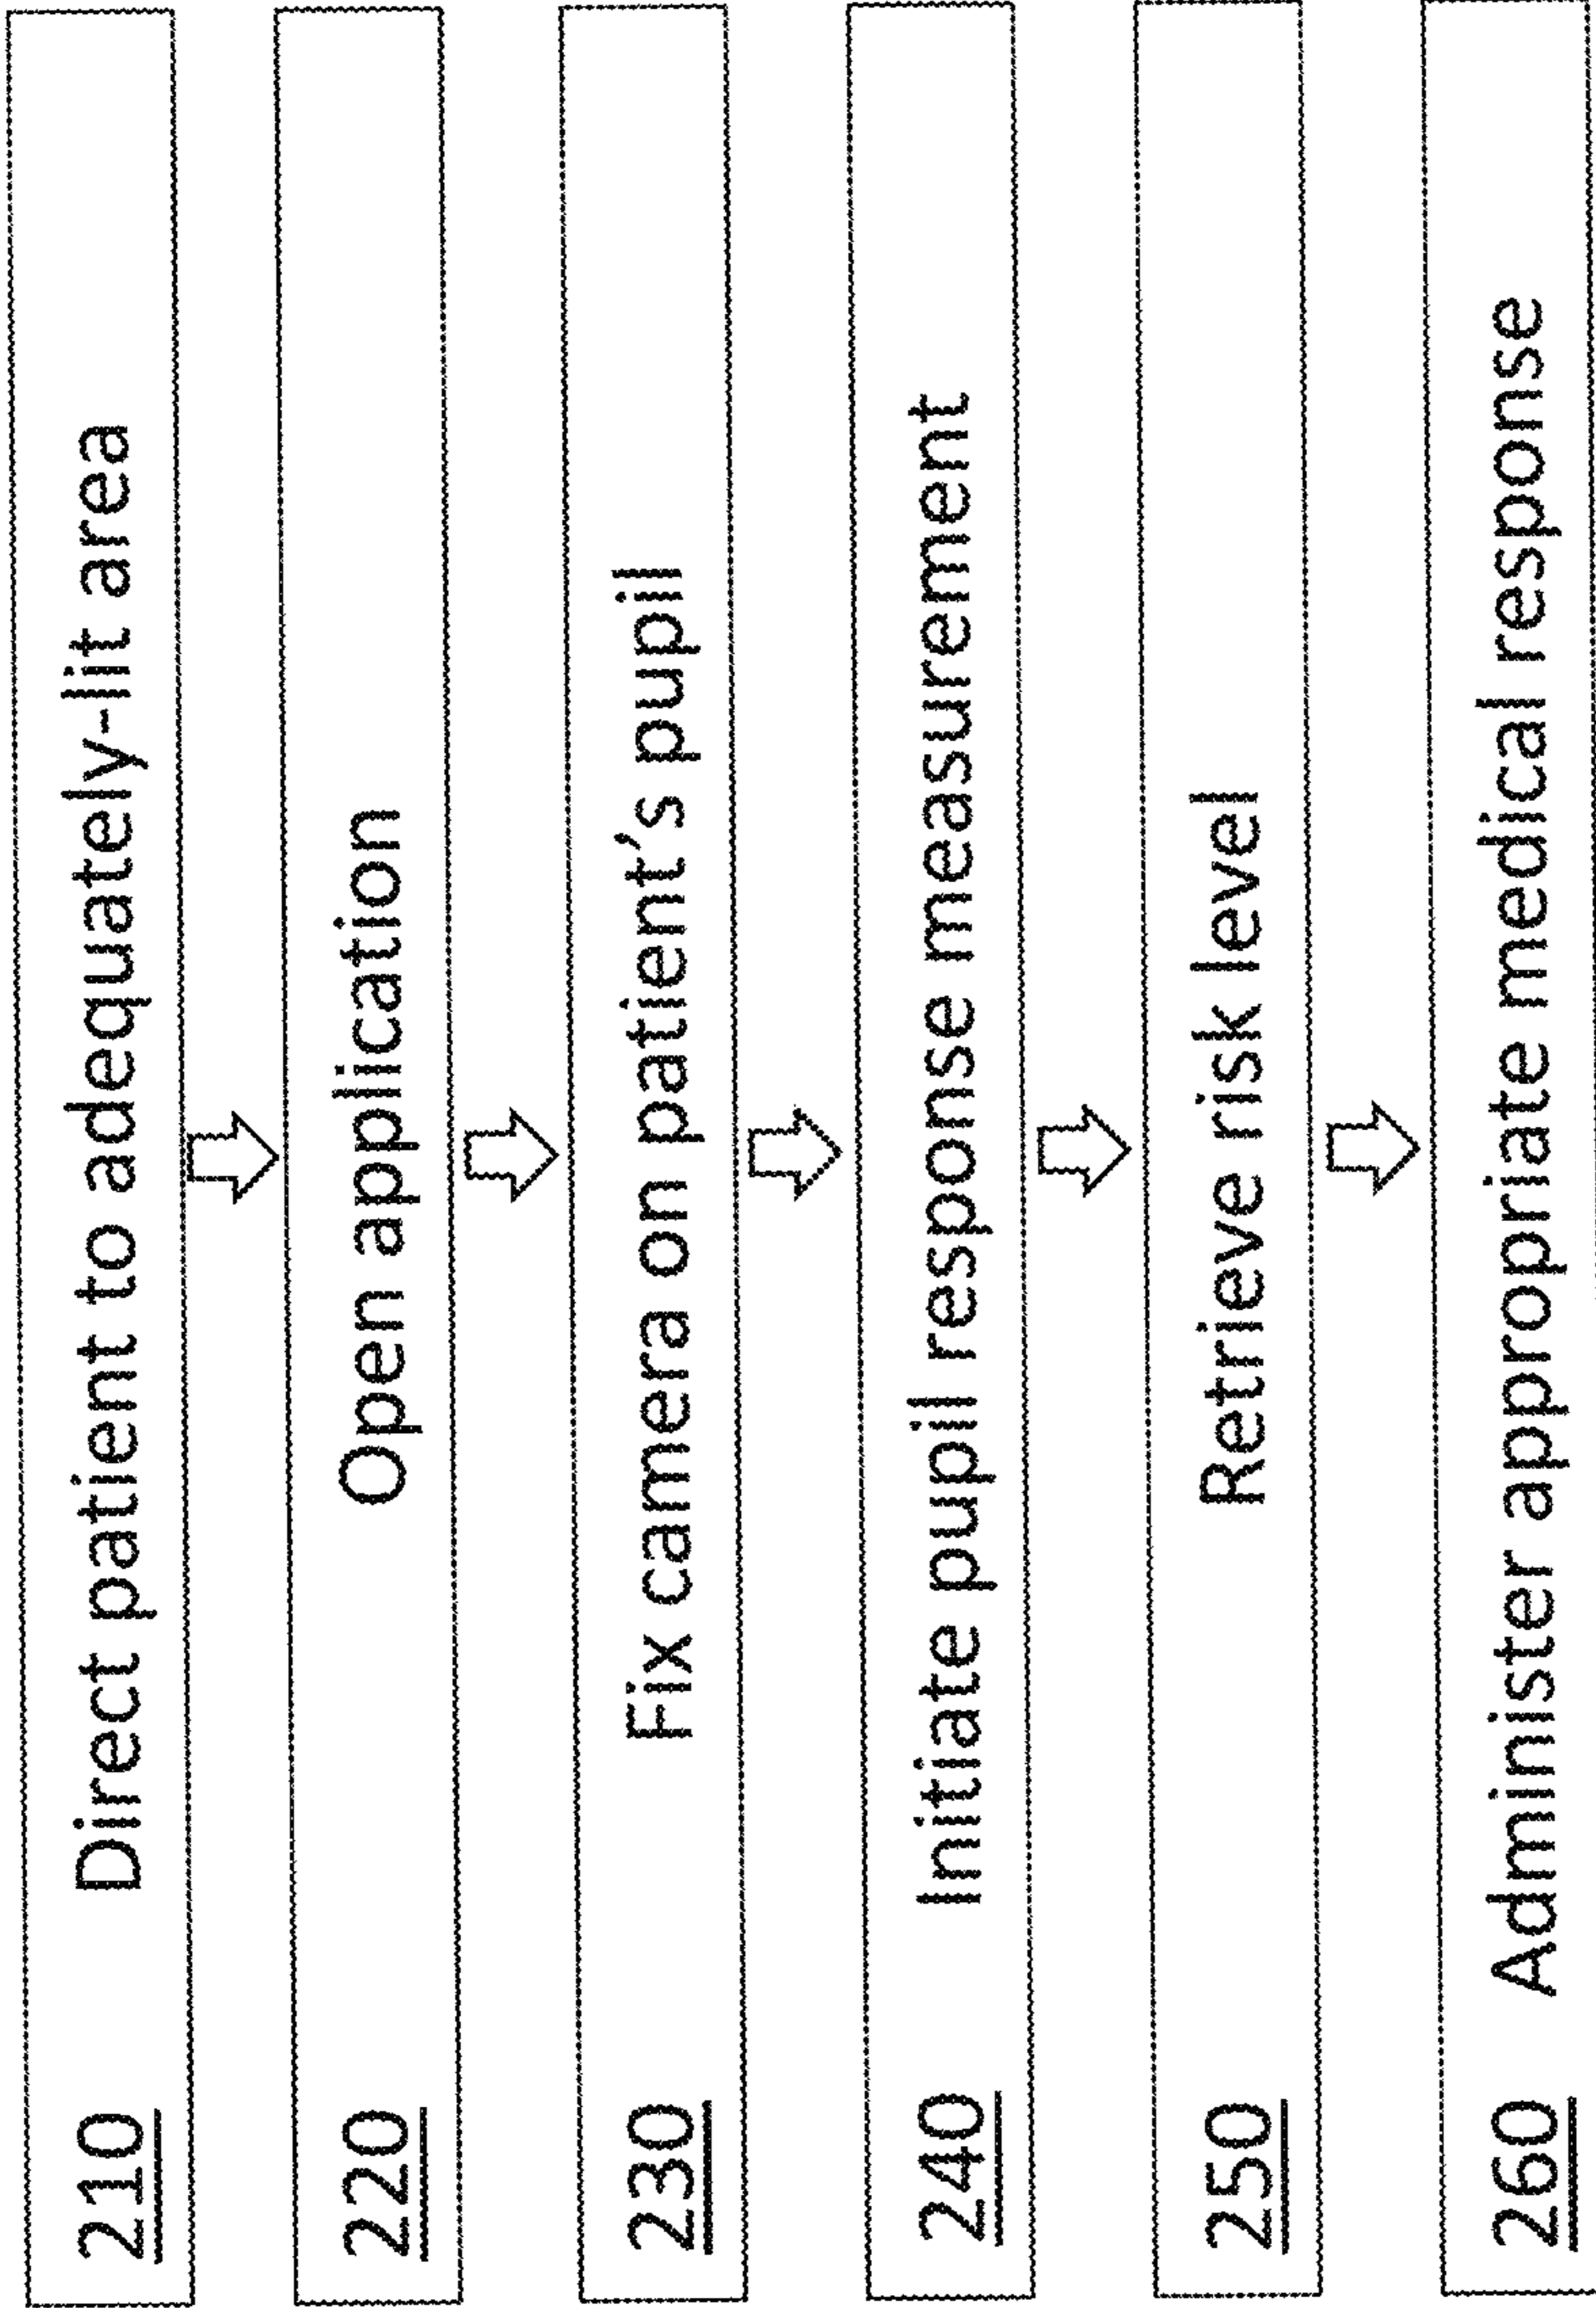 210 Direct patient to adequately-lit area
220 Open application
230 Fix camera on patient's pupil
240 Initiate pupil response measurement
250 Retrieve risk level
260 Administer appropriate medical response